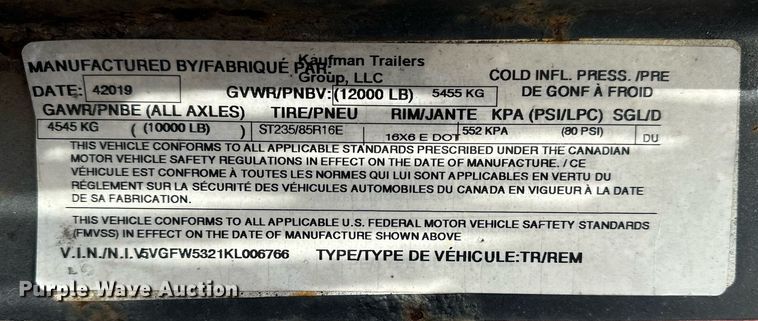 MANUFACTURED BY/FABRIQUÉ PAR: Kaufman Trailers Group, LLC
COLD INFL. PRESS. /PRE DE GONF À FROID
DATE: 42019 GVWR/PNBV: (12000 LB) 5455 KG
GAWR/PNBE (ALL AXLES) TIRE/PNEU RIM/JANTE KPA (PSI/LPC) SGL/D
4545 KG (10000 LB) ST235/85R16E 16X6 E DOT 552 KPA (80 PSI) DU
THIS VEHICLE CONFORMS TO ALL APPLICABLE STANDARDS PRESCRIBED UNDER THE CANADIAN
MOTOR VEHICLE SAFETY REGULATIONS IN EFFECT ON THE DATE OF MANUFACTURE. / CE
VÉHICULE EST CONFROME À TOUTES LES NORMES QUI LUI SONT APPLICABLES EN VERTU DU
RÉGLEMENT SUR LA SÉCURITÉ DES VÉHICULES AUTOMOBILES DU CANADA EN VIGUEUR À LA DATE
DE SA FABRICATION.
THIS VEHICLE CONFORMS TO ALL APPLICABLE U.S. FEDERAL MOTOR VEHICLE SAFTETY STANDARDS
(FMVSS) IN EFFECT ON THE DATE OF MANUFACTURE SHOWN ABOVE
V.I.N./N.I.V 5VGFW5321KL006766 TYPE/TYPE DE VÉHICULE:TR/REM
Purple Wave Auction